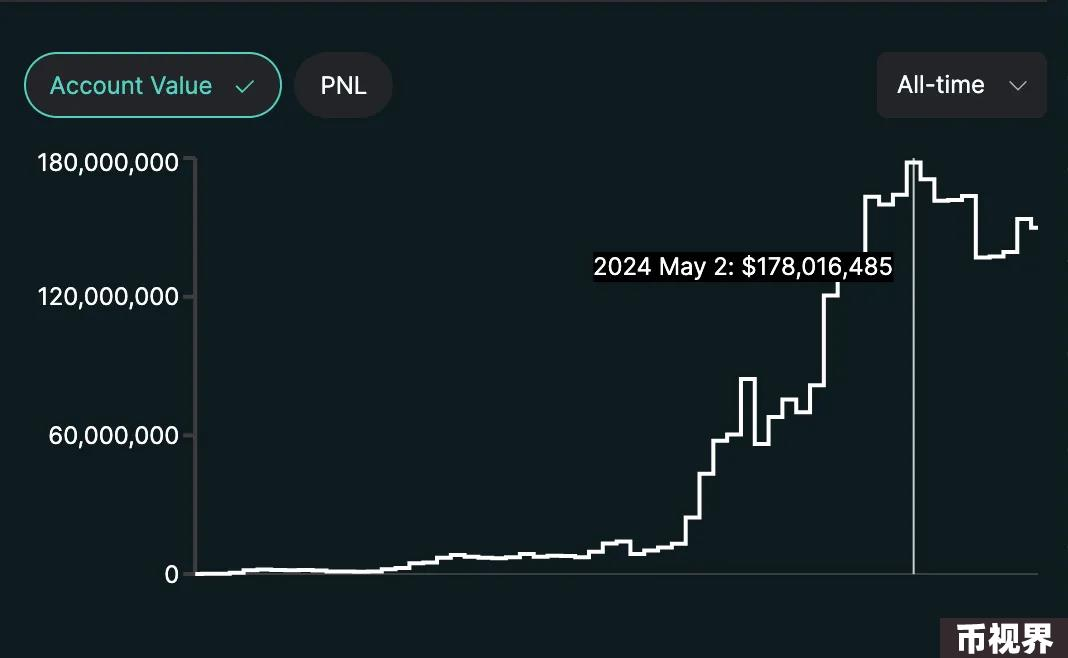 Account Value
PNL
All-time
180,000,000
2024 May 2: $178,016,485
120,000,000
60,000,000
0
币视界